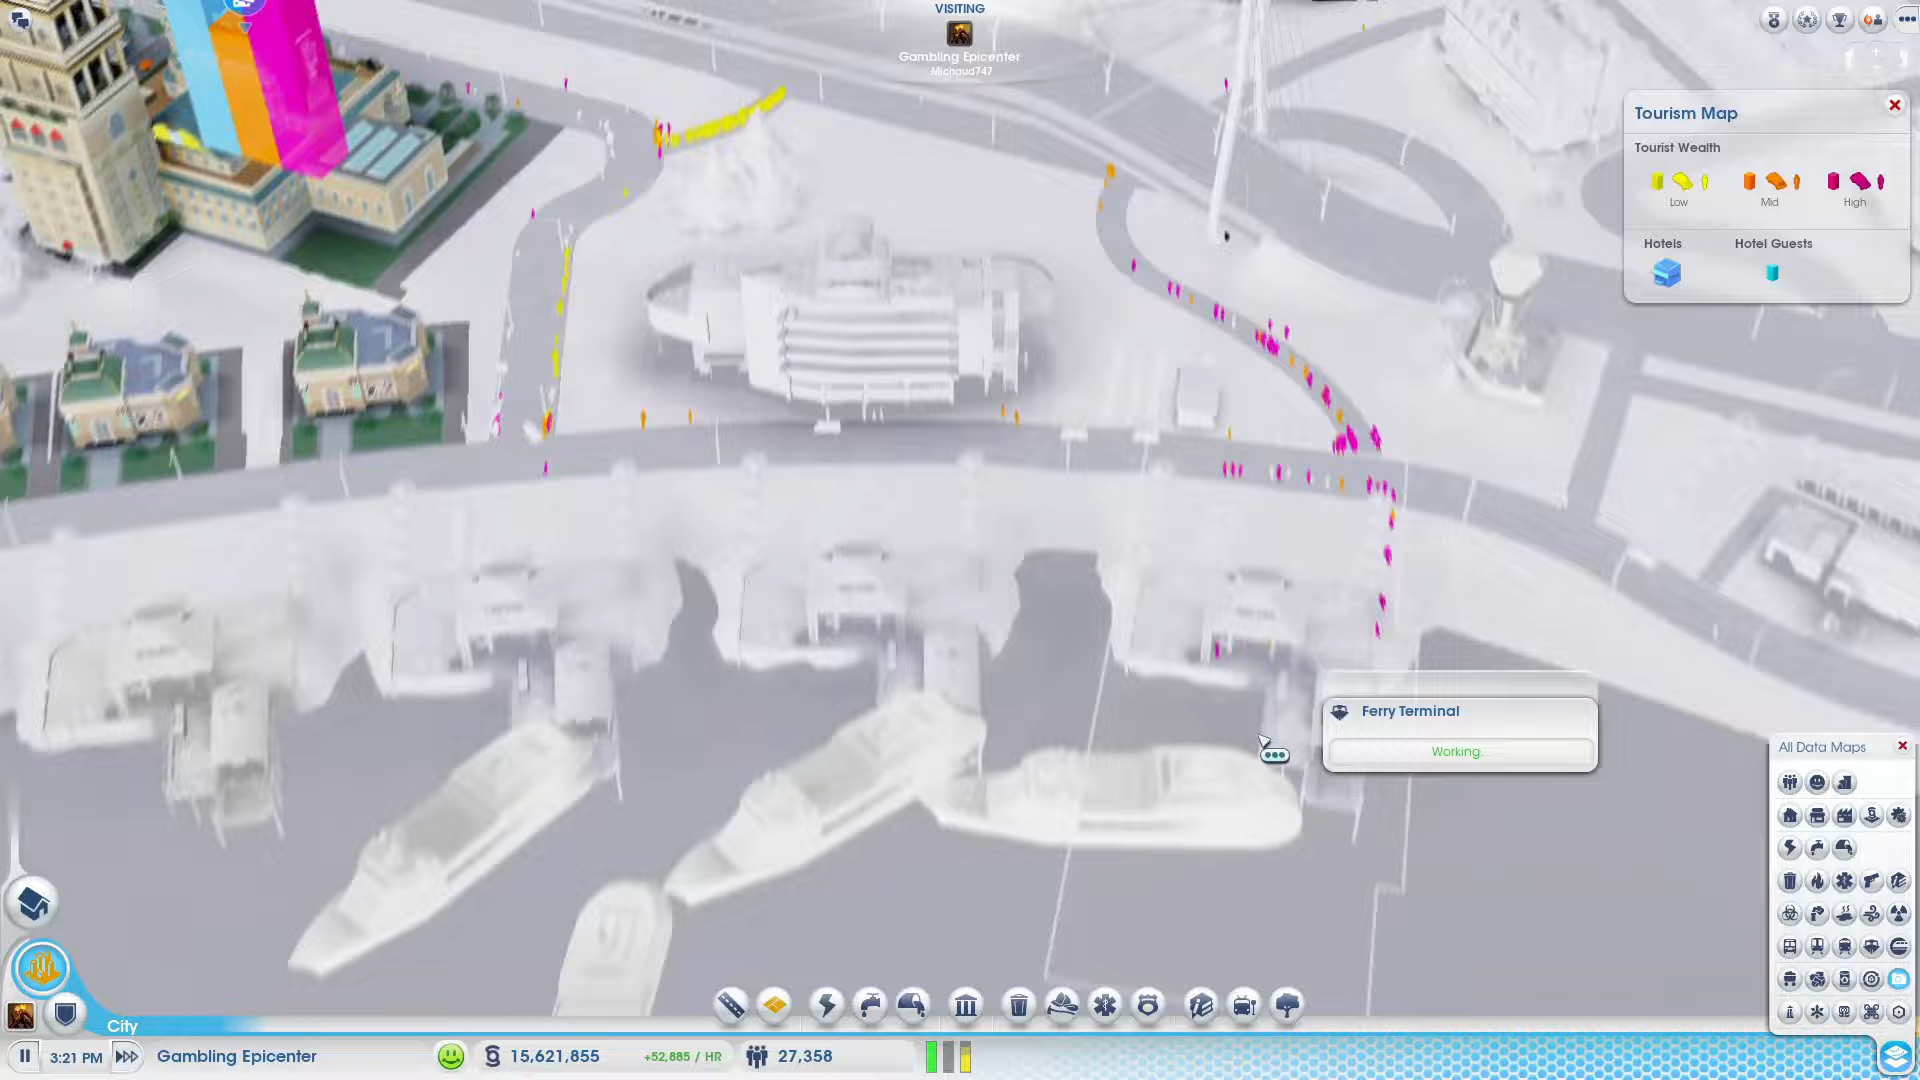 VISITING
Gambling Epicenter
Michaud747
Tourism Map
Tourist Wealth
Low
Mid
High
Hotels
Hotel Guests
Ferry Terminal
Working...
All Data Maps
City
3:21 PM
Gambling Epicenter
15,621,855
+52,885 / HR
27,358